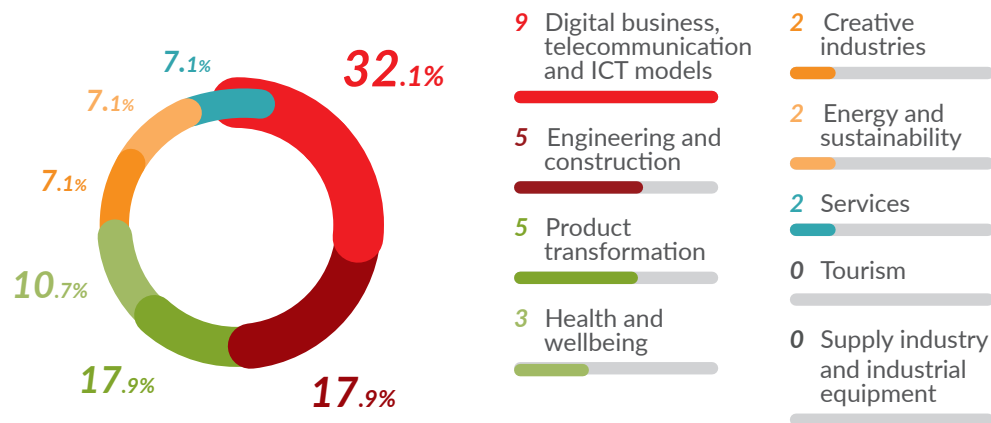 7.1%
32.1%
7.1%
7.1%
10.7%
17.9%
17.9%
9 Digital business,
telecommunication
and ICT models
5 Engineering and
construction
5 Product
transformation
3 Health and
wellbeing
2 Creative
industries
2 Energy and
sustainability
2 Services
0 Tourism
0 Supply industry
and industrial
equipment